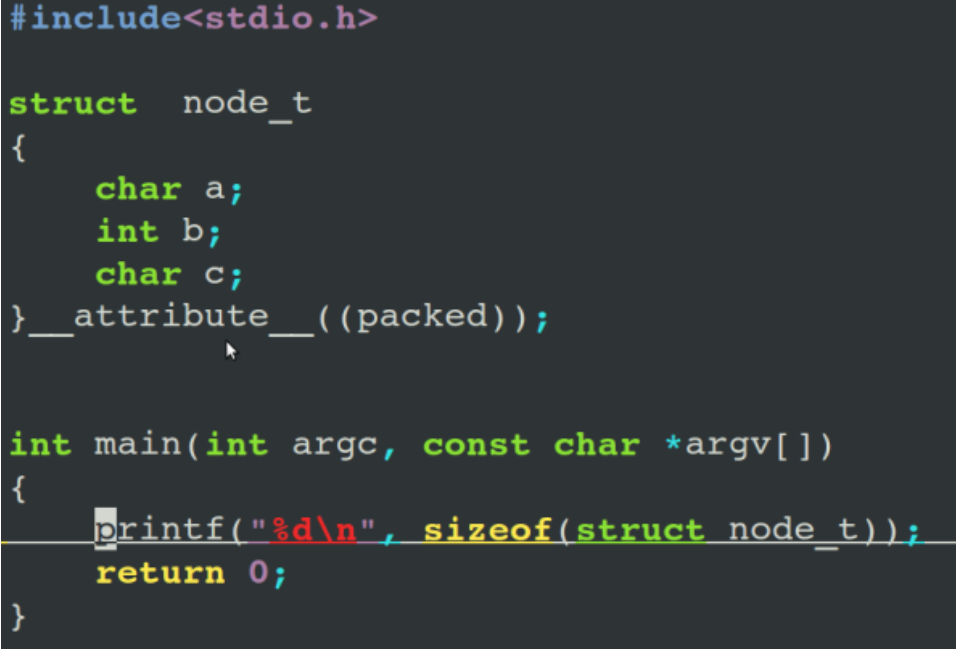 #include<stdio.h>
struct  node_t
{
    char a;
    int b;
    char c;
}__attribute__((packed));
int main(int argc, const char *argv[])
{
    printf("%d\n", sizeof(struct node_t));
    return 0;
}